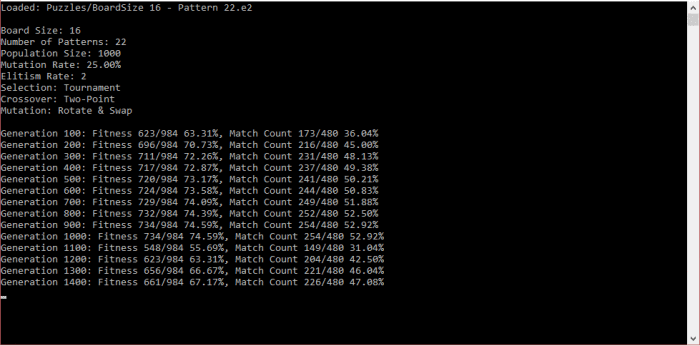 Loaded: Puzzles/BoardSize 16 - Pattern 22.e2
Board Size: 16
Number of Patterns: 22
Population Size: 1000
Mutation Rate: 25.00%
Elitism Rate: 2
Selection: Tournament
Crossover: Two-Point
Mutation: Rotate & Swap
Generation 100: Fitness 623/984 63.31%, Match Count 173/480 36.04%
Generation 200: Fitness 696/984 70.73%, Match Count 216/480 45.00%
Generation 300: Fitness 711/984 72.26%, Match Count 231/480 48.13%
Generation 400: Fitness 717/984 72.87%, Match Count 237/480 49.38%
Generation 500: Fitness 720/984 73.17%, Match Count 241/480 50.21%
Generation 600: Fitness 724/984 73.58%, Match Count 244/480 50.83%
Generation 700: Fitness 729/984 74.09%, Match Count 249/480 51.88%
Generation 800: Fitness 732/984 74.39%, Match Count 252/480 52.50%
Generation 900: Fitness 734/984 74.59%, Match Count 254/480 52.92%
Generation 1000: Fitness 734/984 74.59%, Match Count 254/480 52.92%
Generation 1100: Fitness 548/984 55.69%, Match Count 149/480 31.04%
Generation 1200: Fitness 623/984 63.31%, Match Count 204/480 42.50%
Generation 1300: Fitness 656/984 66.67%, Match Count 221/480 46.04%
Generation 1400: Fitness 661/984 67.17%, Match Count 226/480 47.08%